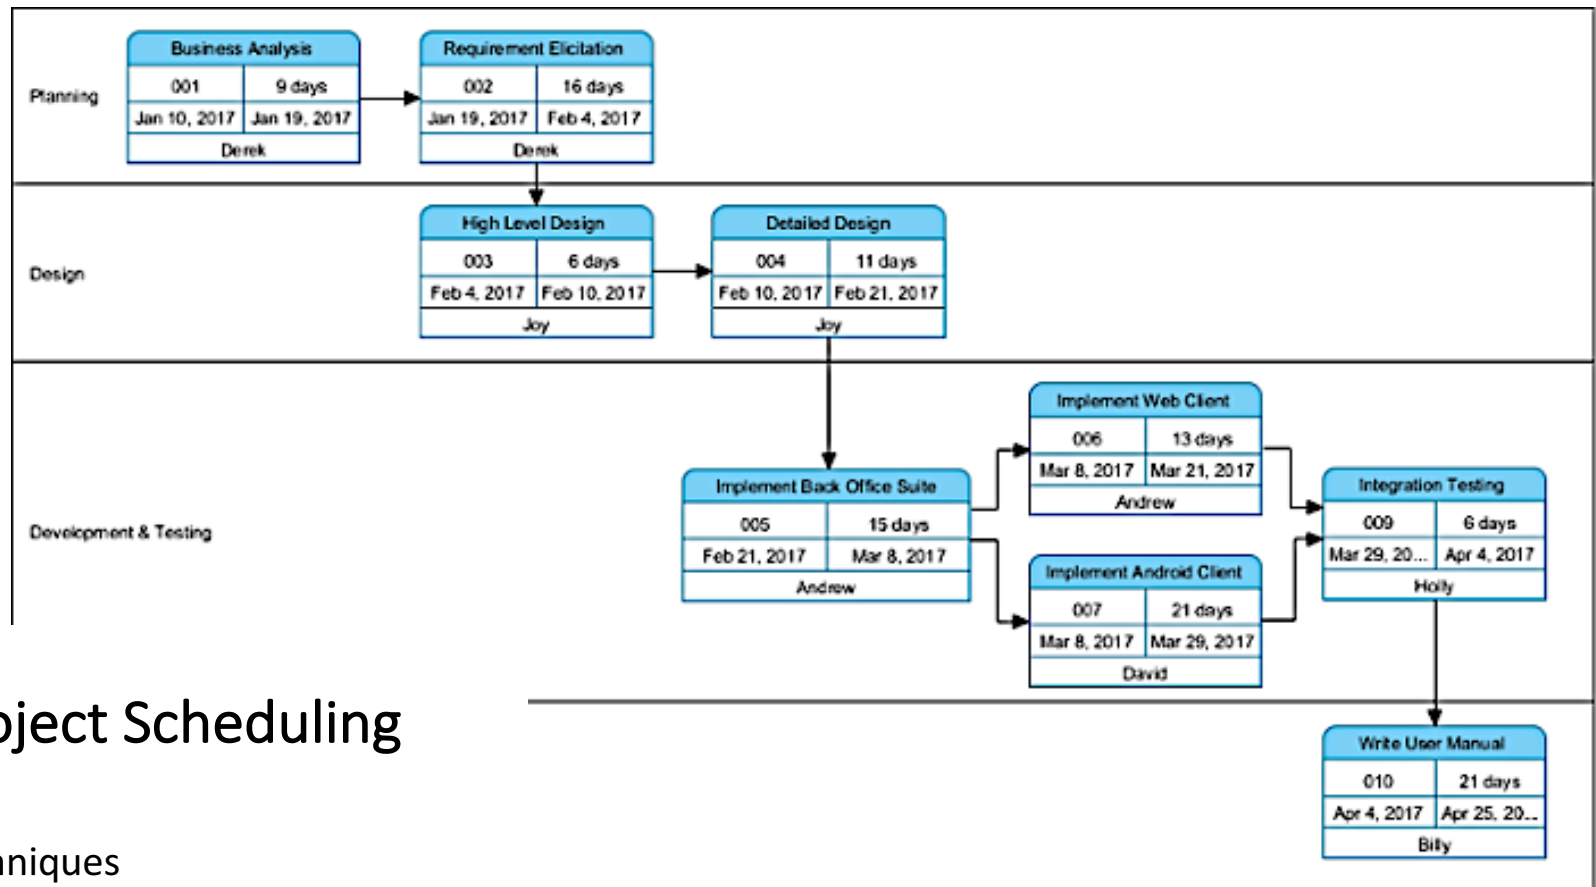 Planning
Business Analysis
001 9 days
Jan 10, 2017 Jan 19, 2017
Derek
Requirement Elicitation
002 16 days
Jan 19, 2017 Feb 4, 2017
Derek
Design
High Level Design
003 6 days
Feb 4, 2017 Feb 10, 2017
Joy
Detailed Design
004 11 days
Feb 10, 2017 Feb 21, 2017
Joy
Development & Testing
Implement Back Office Suite
005 15 days
Feb 21, 2017 Mar 8, 2017
Andrew
Implement Web Client
006 13 days
Mar 8, 2017 Mar 21, 2017
Andrew
Implement Android Client
007 21 days
Mar 8, 2017 Mar 29, 2017
David
Integration Testing
009 6 days
Mar 29, 20... Apr 4, 2017
Holly
Write User Manual
010 21 days
Apr 4, 2017 Apr 25, 20...
Billy
oject Scheduling
nniques